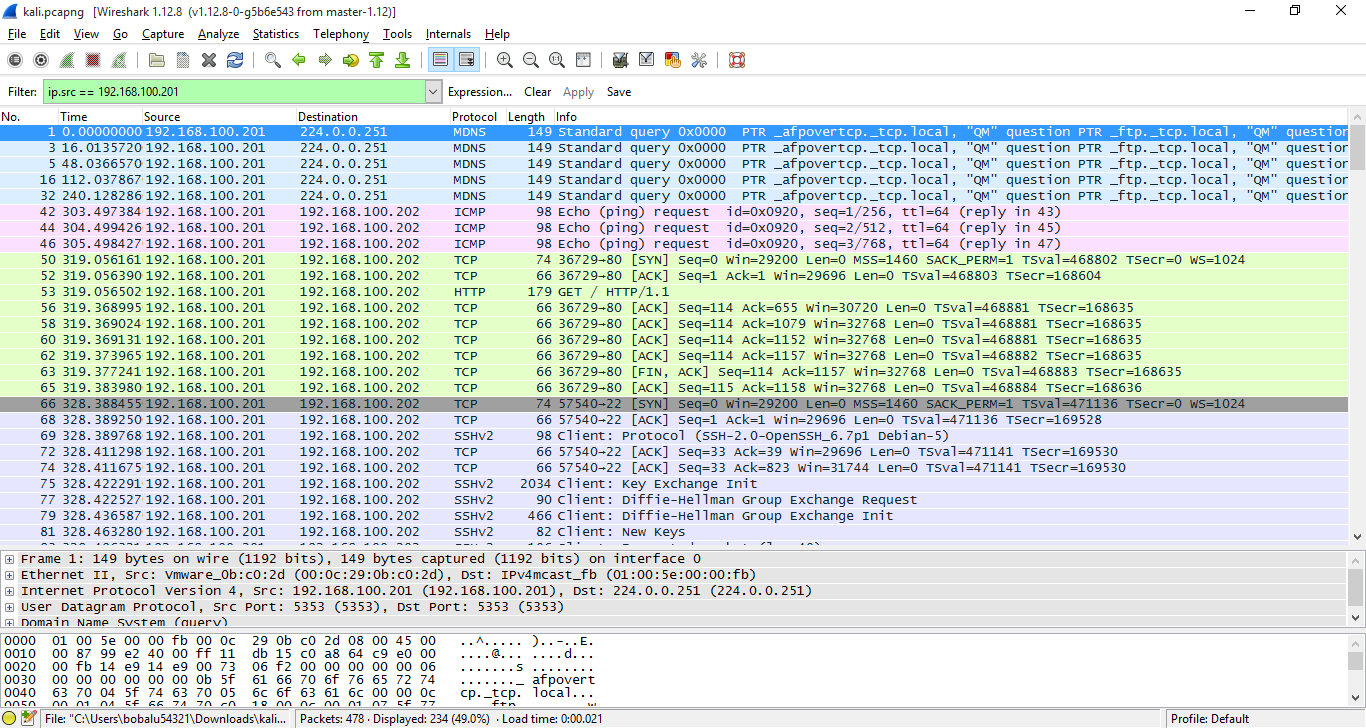 kali.pcapng [Wireshark 1.12.8 (v1.12.8-0-g5b6e543 from master-1.12)]
File Edit View Go Capture Analyze Statistics Telephony Tools Internals Help
Filter: ip.src == 192.168.100.201 Expression... Clear Apply Save
No. Time Source Destination Protocol Length Info
1 0.00000000 192.168.100.201 224.0.0.251 MDNS 149 Standard query 0x0000 PTR _afpovertcp._tcp.local, "QM" question PTR _ftp._tcp.local, "QM" question
3 16.0135720 192.168.100.201 224.0.0.251 MDNS 149 Standard query 0x0000 PTR _afpovertcp._tcp.local, "QM" question PTR _ftp._tcp.local, "QM" question
5 48.0366570 192.168.100.201 224.0.0.251 MDNS 149 Standard query 0x0000 PTR _afpovertcp._tcp.local, "QM" question PTR _ftp._tcp.local, "QM" question
16 112.037867 192.168.100.201 224.0.0.251 MDNS 149 Standard query 0x0000 PTR _afpovertcp._tcp.local, "QM" question PTR _ftp._tcp.local, "QM" question
32 240.128286 192.168.100.201 224.0.0.251 MDNS 149 Standard query 0x0000 PTR _afpovertcp._tcp.local, "QM" question PTR _ftp._tcp.local, "QM" question
42 303.497384 192.168.100.201 192.168.100.202 ICMP 98 Echo (ping) request id=0x0920, seq=1/256, ttl=64 (reply in 43)
44 304.499426 192.168.100.201 192.168.100.202 ICMP 98 Echo (ping) request id=0x0920, seq=2/512, ttl=64 (reply in 45)
46 305.498427 192.168.100.201 192.168.100.202 ICMP 98 Echo (ping) request id=0x0920, seq=3/768, ttl=64 (reply in 47)
50 319.056161 192.168.100.201 192.168.100.202 TCP 74 36729→80 [SYN] Seq=0 Win=29200 Len=0 MSS=1460 SACK_PERM=1 TSval=468802 TSecr=0 WS=1024
52 319.056390 192.168.100.201 192.168.100.202 TCP 66 36729→80 [ACK] Seq=1 Ack=1 Win=29696 Len=0 TSval=468803 TSecr=168604
53 319.056502 192.168.100.201 192.168.100.202 HTTP 179 GET / HTTP/1.1
56 319.368995 192.168.100.201 192.168.100.202 TCP 66 36729→80 [ACK] Seq=114 Ack=655 Win=30720 Len=0 TSval=468881 TSecr=168635
58 319.369024 192.168.100.201 192.168.100.202 TCP 66 36729→80 [ACK] Seq=114 Ack=1079 Win=32768 Len=0 TSval=468881 TSecr=168635
60 319.369131 192.168.100.201 192.168.100.202 TCP 66 36729→80 [ACK] Seq=114 Ack=1152 Win=32768 Len=0 TSval=468881 TSecr=168635
62 319.373965 192.168.100.201 192.168.100.202 TCP 66 36729→80 [ACK] Seq=114 Ack=1157 Win=32768 Len=0 TSval=468882 TSecr=168635
63 319.377241 192.168.100.201 192.168.100.202 TCP 66 36729→80 [FIN, ACK] Seq=114 Ack=1157 Win=32768 Len=0 TSval=468883 TSecr=168635
65 319.383980 192.168.100.201 192.168.100.202 TCP 66 36729→80 [ACK] Seq=115 Ack=1158 Win=32768 Len=0 TSval=468884 TSecr=168636
66 328.388455 192.168.100.201 192.168.100.202 TCP 74 57540→22 [SYN] Seq=0 Win=29200 Len=0 MSS=1460 SACK_PERM=1 TSval=471136 TSecr=0 WS=1024
68 328.389250 192.168.100.201 192.168.100.202 TCP 66 57540→22 [ACK] Seq=1 Ack=1 Win=29696 Len=0 TSval=471136 TSecr=169528
69 328.389768 192.168.100.201 192.168.100.202 SSHv2 98 Client: Protocol (SSH-2.0-OpenSSH_6.7p1 Debian-5)
72 328.411298 192.168.100.201 192.168.100.202 TCP 66 57540→22 [ACK] Seq=33 Ack=39 Win=29696 Len=0 TSval=471141 TSecr=169530
74 328.411675 192.168.100.201 192.168.100.202 TCP 66 57540→22 [ACK] Seq=33 Ack=823 Win=31744 Len=0 TSval=471141 TSecr=169530
75 328.422291 192.168.100.201 192.168.100.202 SSHv2 2034 Client: Key Exchange Init
77 328.422527 192.168.100.201 192.168.100.202 SSHv2 90 Client: Diffie-Hellman Group Exchange Request
79 328.436587 192.168.100.201 192.168.100.202 SSHv2 466 Client: Diffie-Hellman Group Exchange Init
81 328.463280 192.168.100.201 192.168.100.202 SSHv2 82 Client: New Keys
Frame 1: 149 bytes on wire (1192 bits), 149 bytes captured (1192 bits) on interface 0
Ethernet II, Src: Vmware_0b:c0:2d (00:0c:29:0b:c0:2d), Dst: IPv4mcast_fb (01:00:5e:00:00:fb)
Internet Protocol Version 4, Src: 192.168.100.201 (192.168.100.201), Dst: 224.0.0.251 (224.0.0.251)
User Datagram Protocol, Src Port: 5353 (5353), Dst Port: 5353 (5353)
Domain Name System (query)
0000 01 00 5e 00 00 fb 00 0c 29 0b c0 2d 08 00 45 00 ..^..... )..-..E.
0010 00 87 99 e2 40 00 ff 11 db 15 c0 a8 64 c9 e0 00 ....@... ....d...
0020 00 fb 14 e9 14 e9 00 73 06 f2 00 00 00 00 00 06 .......s ........
0030 00 00 00 00 00 00 0b 5f 61 66 70 6f 76 65 72 74 ......._ afpovert
0040 63 70 04 5f 74 63 70 05 6c 6f 63 61 6c 00 00 0c cp._tcp. local...
0050 00 01 04 5f 66 74 70 c0 18 00 0c 00 01 07 5f 77 ..._ftp. ......_w
File: "C:\Users\bobalu54321\Downloads\kali... Packets: 478 · Displayed: 234 (49.0%) · Load time: 0:00.021 Profile: Default